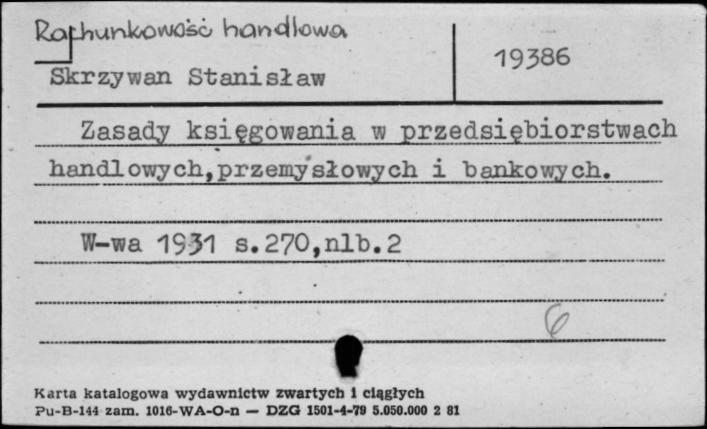 Rachunkowość handlowa
19386
Skrzywan Stanisław
Zasady księgowania w przedsiębiorstwach
handlowych,przemysłowych i bankowych.
W-wa 1931 s.270,nlb.2
6
Karta katalogowa wydawnictw zwartych i ciągłych
Pu-B-144 zam. 1016-WA-O-n — DZG 1501-4-79 5.050.000 2 81